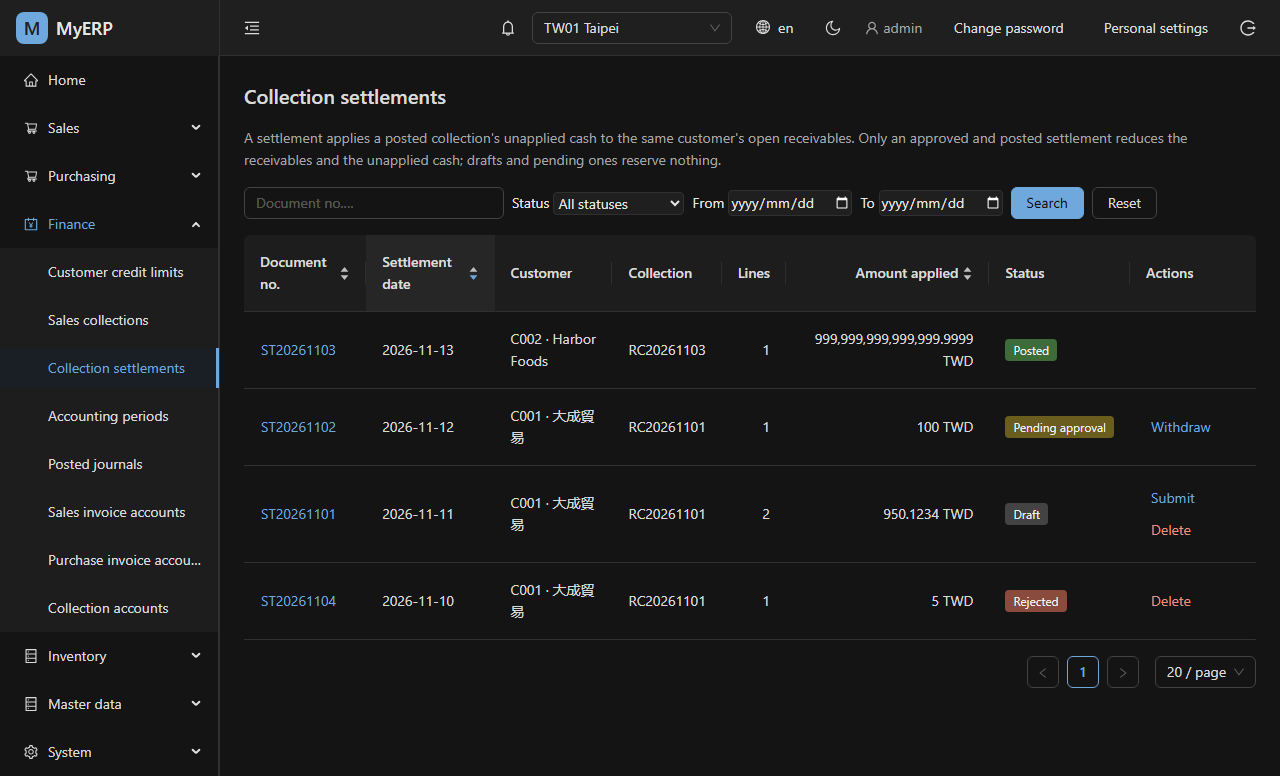 M MyERP
TW01 Taipei
en
admin
Change password
Personal settings
Home
Sales
Purchasing
Finance
Customer credit limits
Sales collections
Collection settlements
Accounting periods
Posted journals
Sales invoice accounts
Purchase invoice accou...
Collection accounts
Inventory
Master data
System
Collection settlements
A settlement applies a posted collection's unapplied cash to the same customer's open receivables. Only an approved and posted settlement reduces the
receivables and the unapplied cash; drafts and pending ones reserve nothing.
Document no.... Status All statuses From yyyy/mm/dd To yyyy/mm/dd Search Reset
Document
no.
Settlement
date
Customer
Collection
Lines
Amount applied
Status
Actions
ST20261103
2026-11-13
C002 · Harbor
Foods
RC20261103
1
999,999,999,999,999.9999
TWD
Posted
ST20261102
2026-11-12
C001 · 大成貿
易
RC20261101
1
100 TWD
Pending approval
Withdraw
ST20261101
2026-11-11
C001 · 大成貿
易
RC20261101
2
950.1234 TWD
Draft
Submit
Delete
ST20261104
2026-11-10
C001 · 大成貿
易
RC20261101
1
5 TWD
Rejected
Delete
< 1 > 20 / page